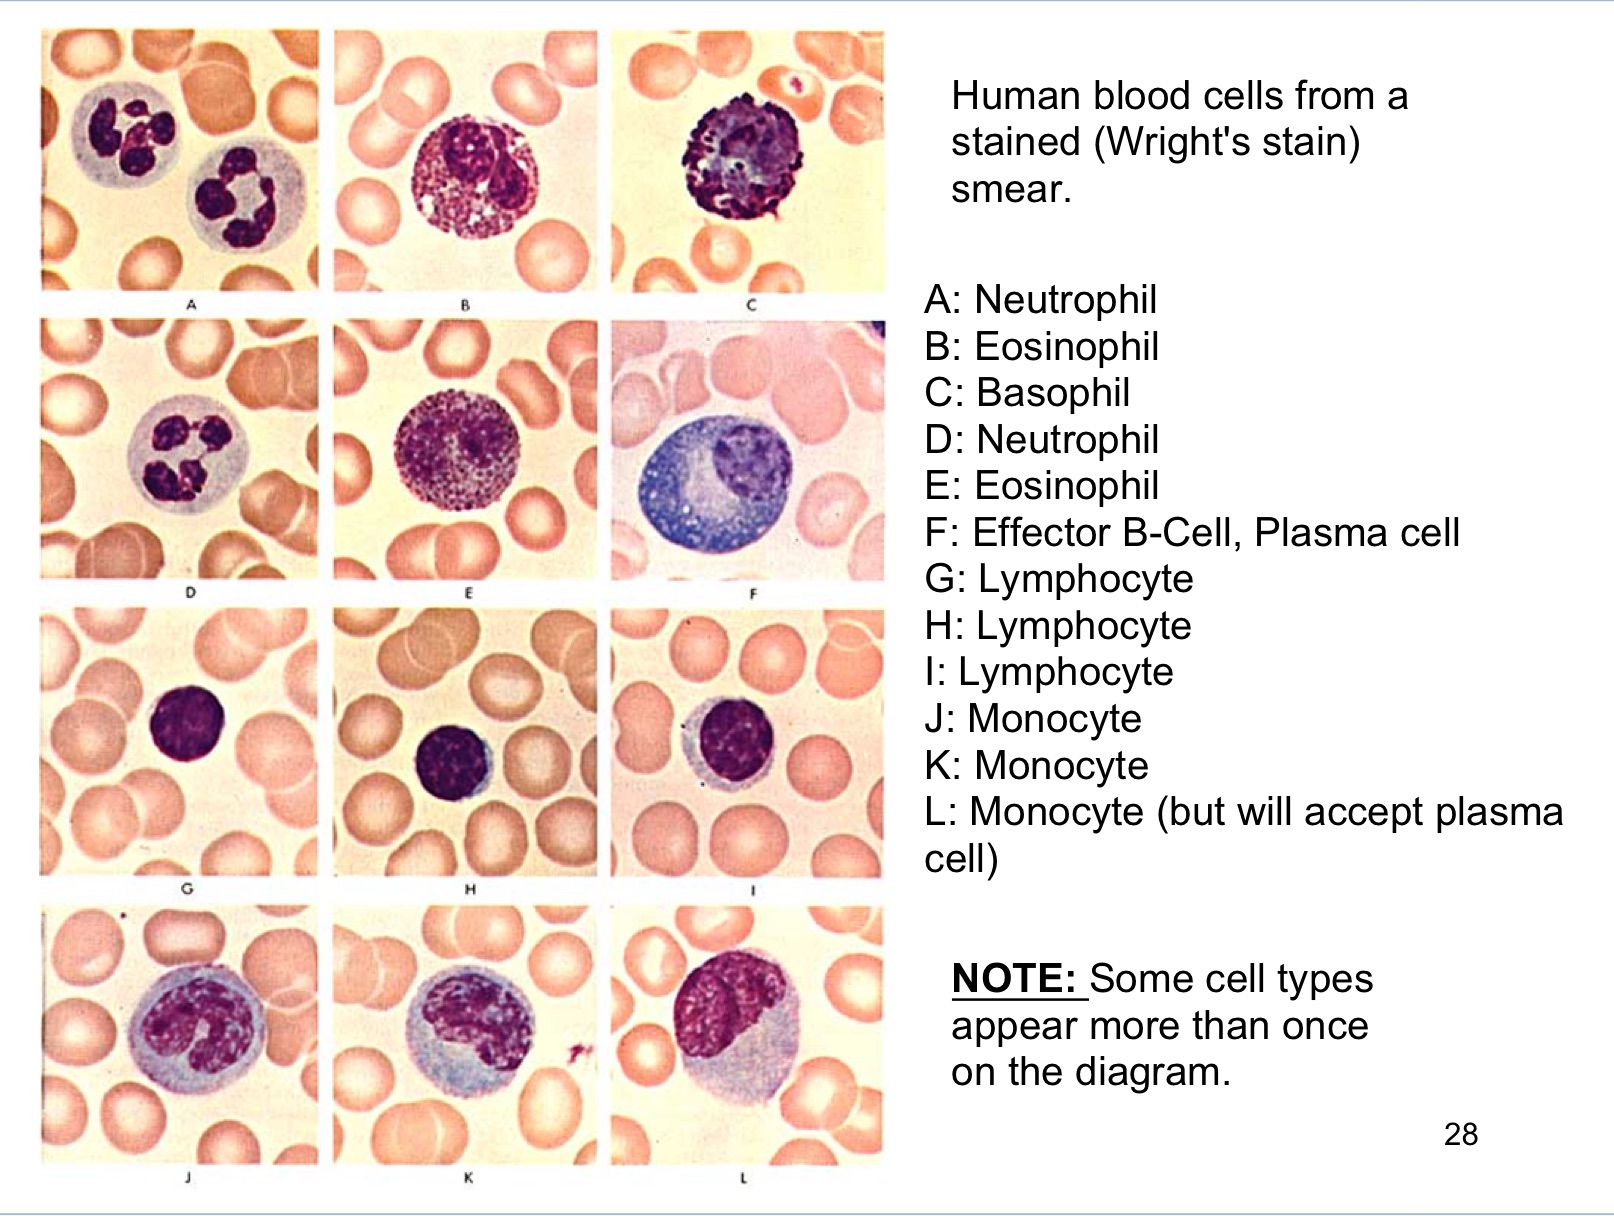 Human blood cells from a
stained (Wright's stain)
smear.
A: Neutrophil
B: Eosinophil
C: Basophil
D: Neutrophil
E: Eosinophil
F: Effector B-Cell, Plasma cell
G: Lymphocyte
H: Lymphocyte
I: Lymphocyte
J: Monocyte
K: Monocyte
L: Monocyte (but will accept plasma
cell)
NOTE: Some cell types
appear more than once
on the diagram.
28
A
B
C
D
E
F
G
H
I
J
K
L